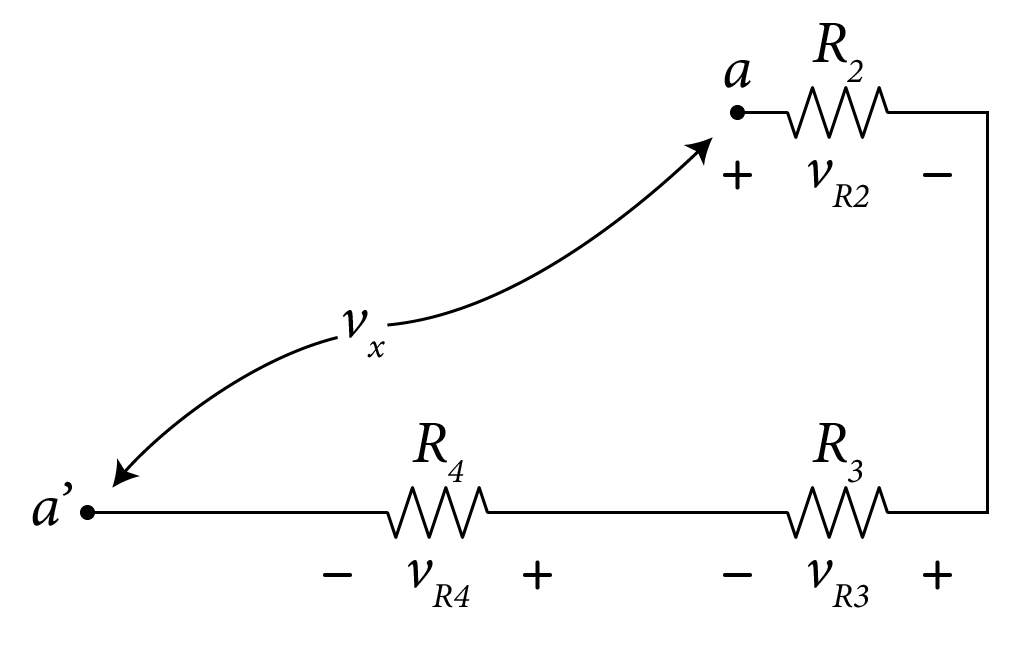 R2
a
+ vR2 −
vx
R4 R3
a’
− vR4 + − vR3 +